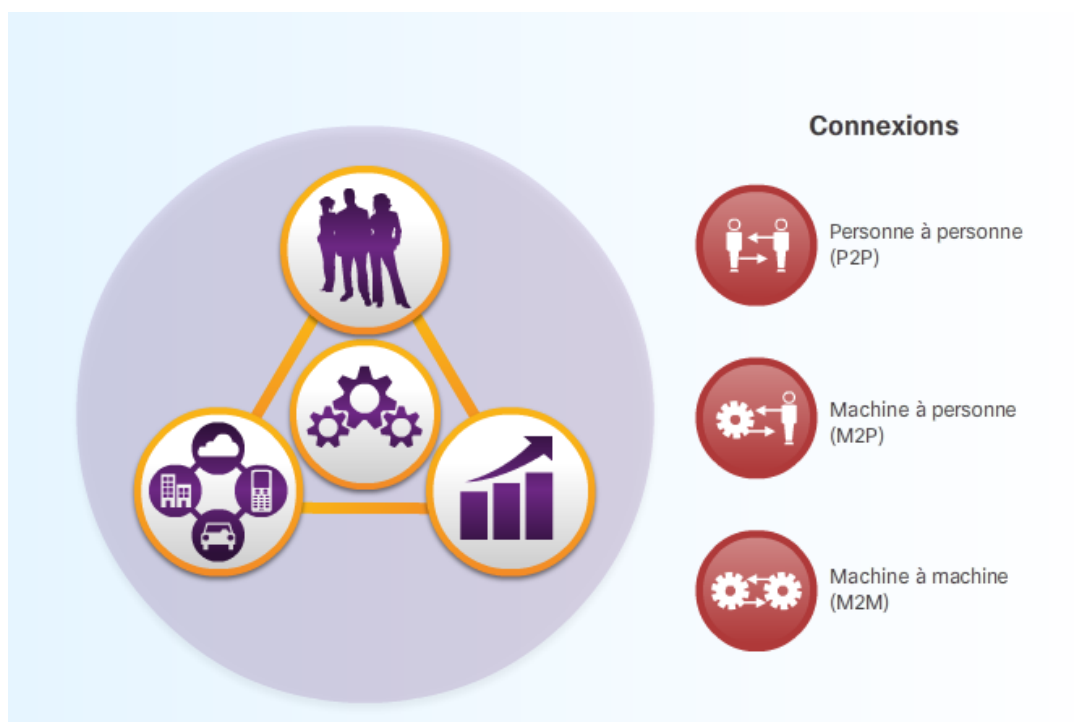 Connexions
Personne à personne
(P2P)
Machine à personne
(M2P)
Machine à machine
(M2M)